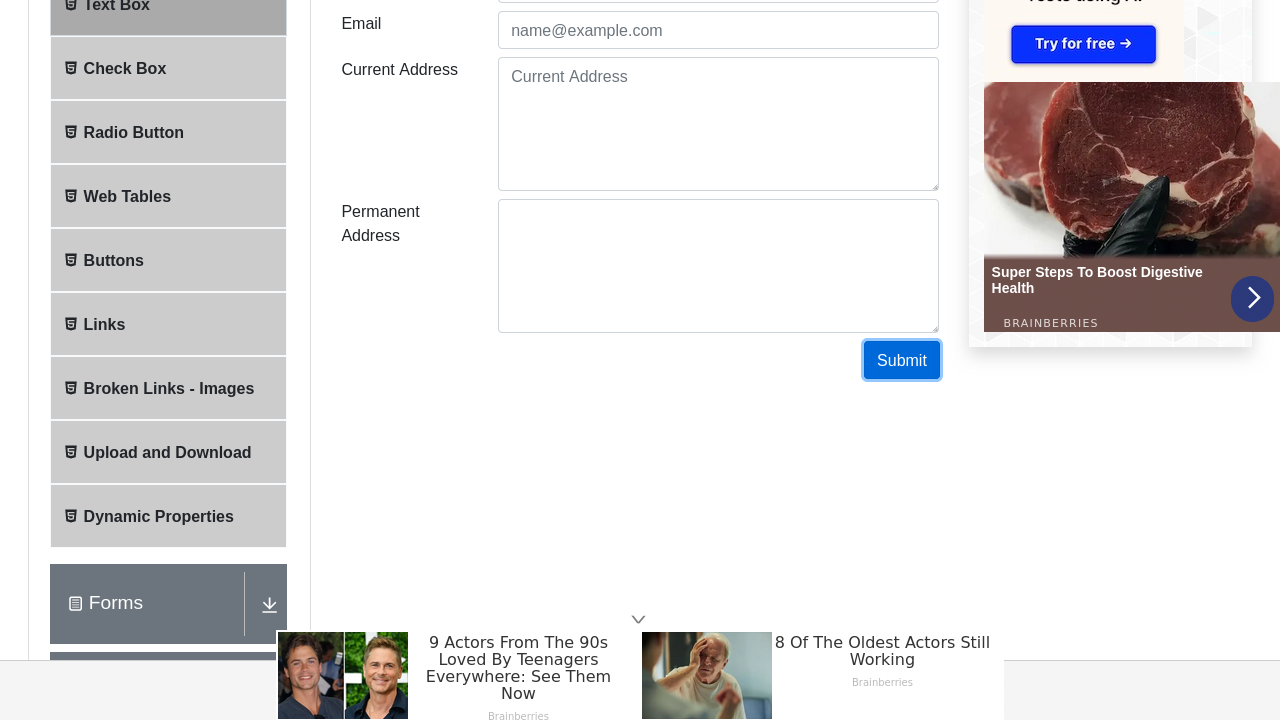 Text Box
Check Box
Radio Button
Web Tables
Buttons
Links
Broken Links - Images
Upload and Download
Dynamic Properties
Forms
Email
name@example.com
Current Address
Current Address
Permanent
Address
Submit
Try for free →
Super Steps To Boost Digestive
Health
BRAINBERRIES
9 Actors From The 90s
Loved By Teenagers
Everywhere: See Them
Now
Brainberries
8 Of The Oldest Actors Still
Working
Brainberries